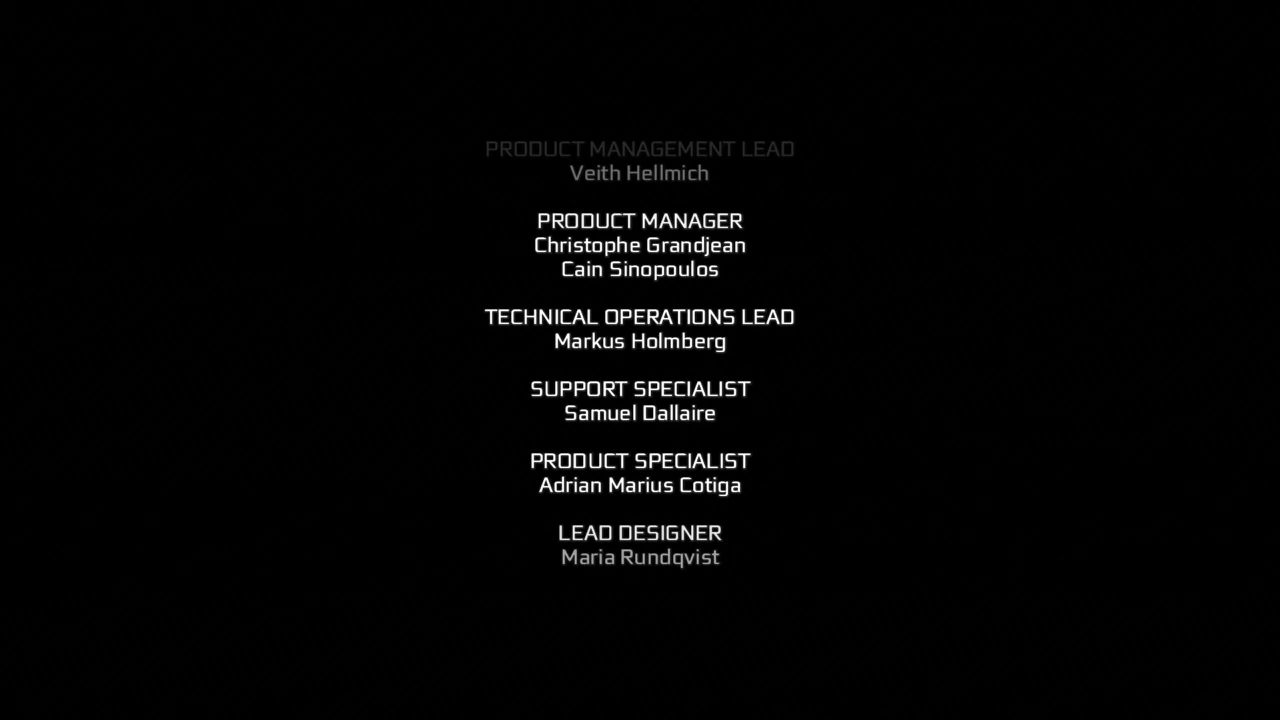 PRODUCT MANAGEMENT LEAD
Veith Hellmich
PRODUCT MANAGER
Christophe Grandjean
Cain Sinopoulos
TECHNICAL OPERATIONS LEAD
Markus Holmberg
SUPPORT SPECIALIST
Samuel Dallaire
PRODUCT SPECIALIST
Adrian Marius Cotiga
LEAD DESIGNER
Maria Rundqvist